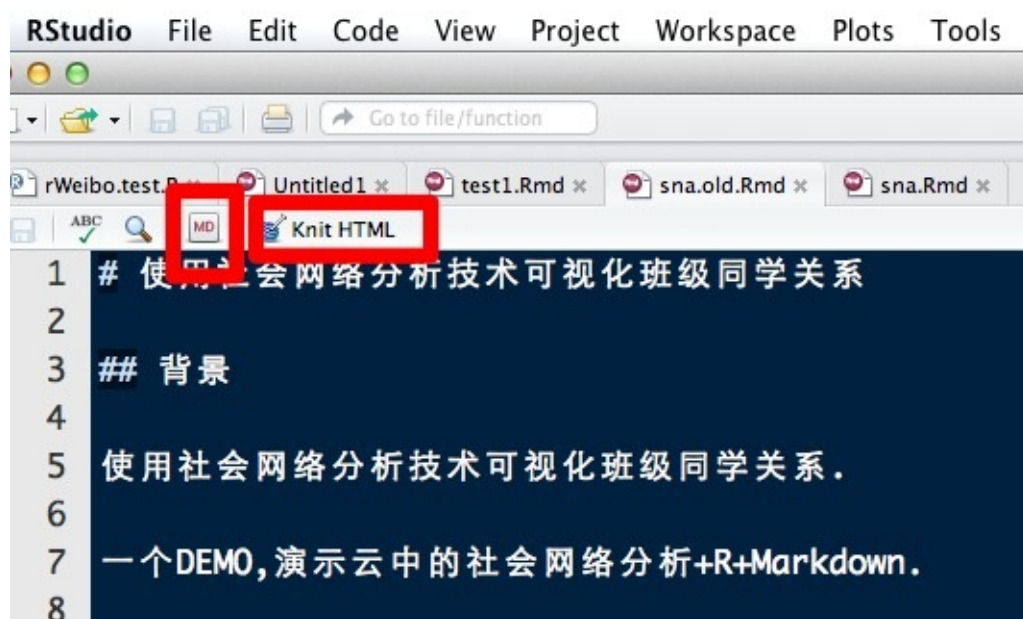 RStudio File Edit Code View Project Workspace Plots Tools
Go to file/function
rWeibo.test.R Untitled1 test1.Rmd sna.old.Rmd sna.Rmd
ABC MD Knit HTML
1 # 使用社会网络分析技术可视化班级同学关系
2
3 ## 背景
4
5 使用社会网络分析技术可视化班级同学关系.
6
7 一个DEMO,演示云中的社会网络分析+R+Markdown.
8